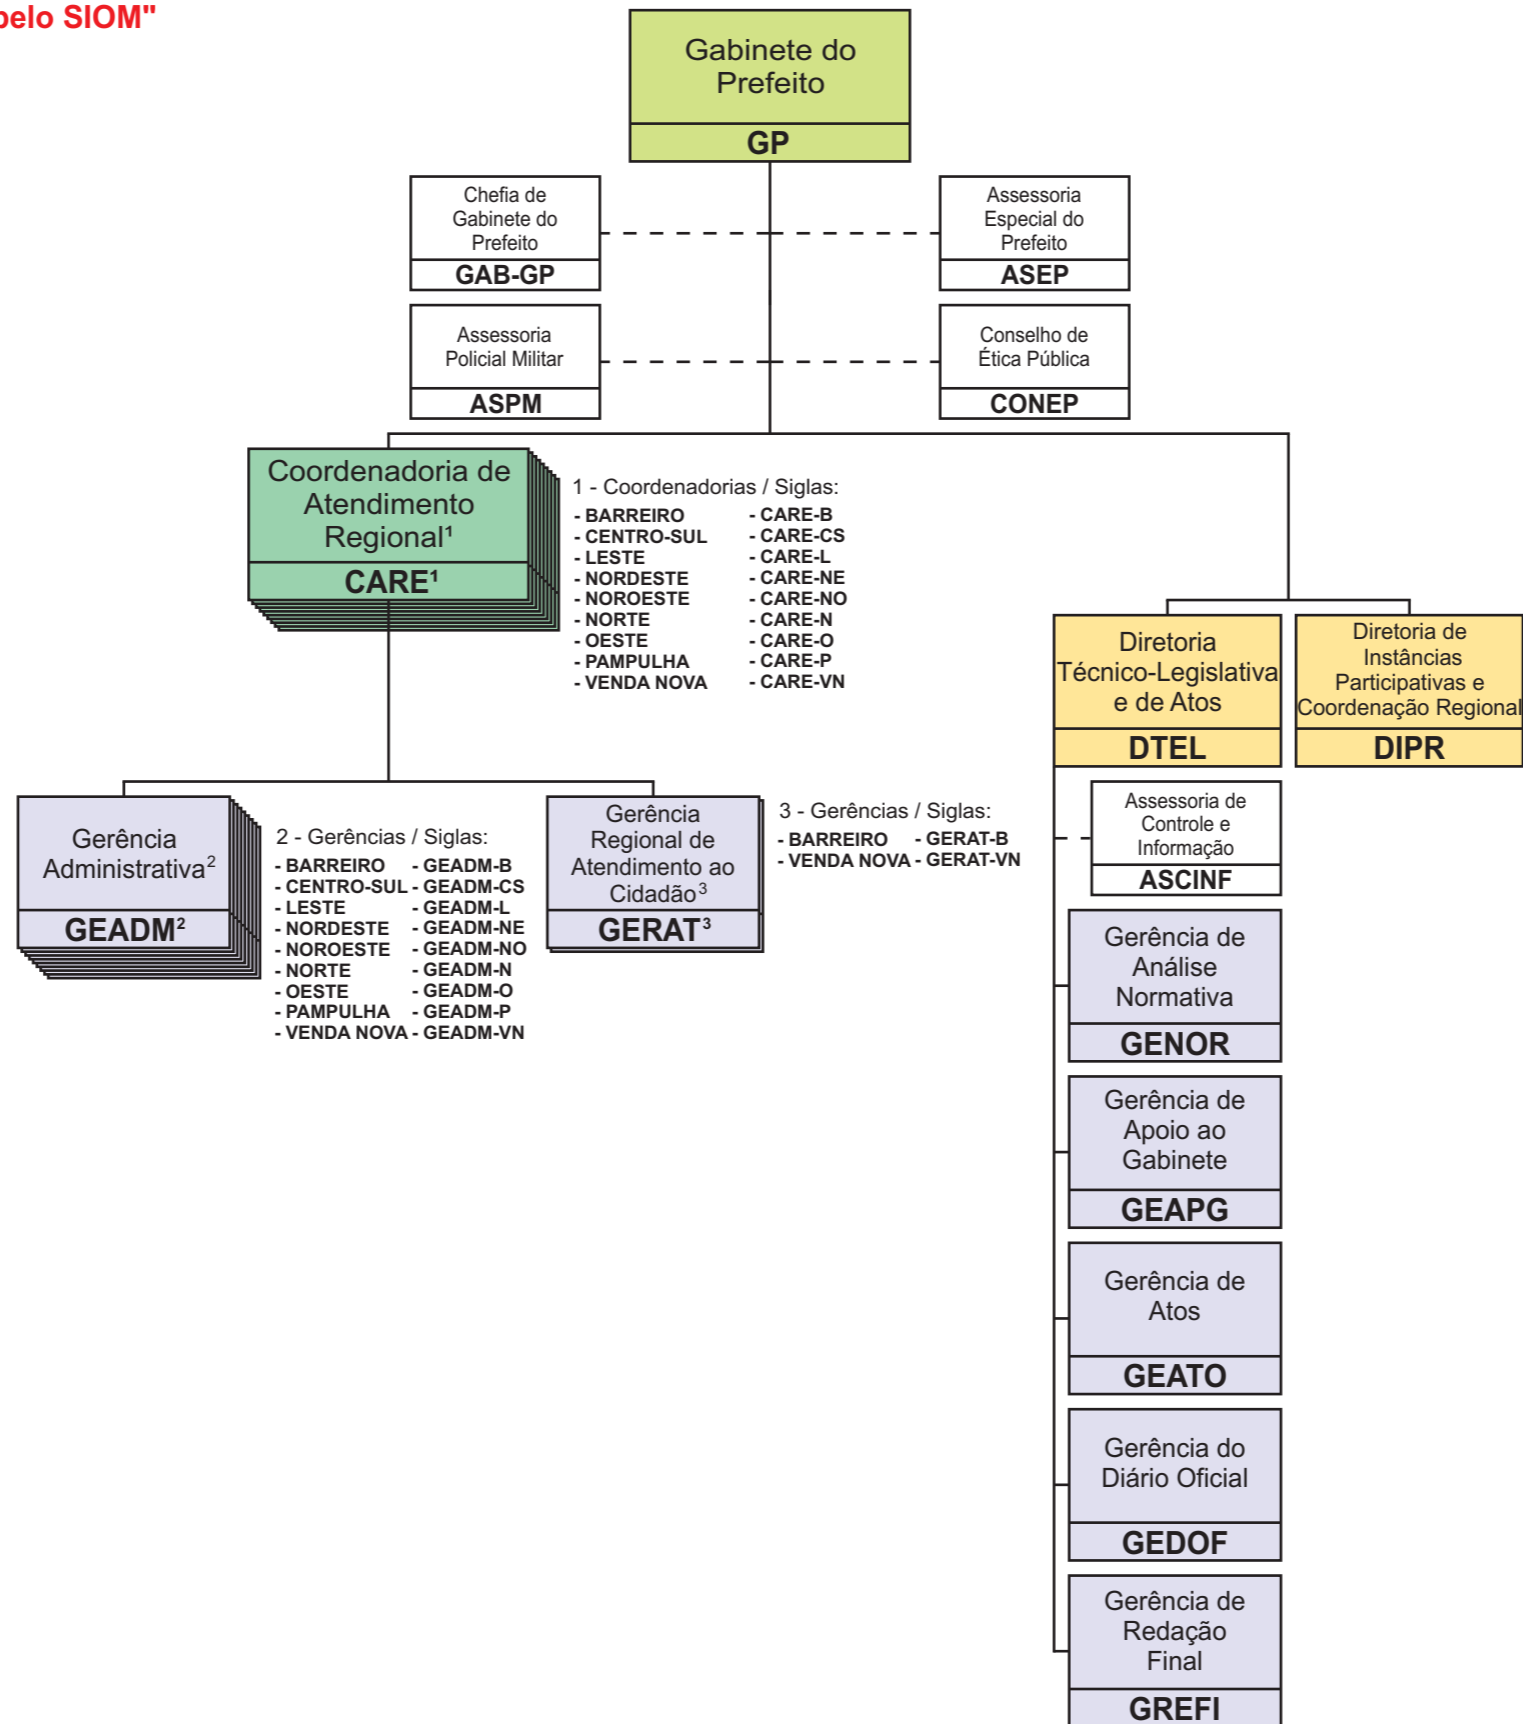 pelo SIOM"
Gabinete do
Prefeito
GP
Chefia de
Gabinete do
Prefeito
GAB-GP
Assessoria
Especial do
Prefeito
ASEP
Assessoria
Policial Militar
ASPM
Conselho de
Ética Pública
CONEP
Coordenadoria de
Atendimento
Regional¹
CARE¹
1 - Coordenadorias / Siglas:
- BARREIRO - CARE-B
- CENTRO-SUL - CARE-CS
- LESTE - CARE-L
- NORDESTE - CARE-NE
- NOROESTE - CARE-NO
- NORTE - CARE-N
- OESTE - CARE-O
- PAMPULHA - CARE-P
- VENDA NOVA - CARE-VN
Diretoria
Técnico-Legislativa
e de Atos
DTEL
Diretoria de
Instâncias
Participativas e
Coordenação Regional
DIPR
Gerência
Administrativa²
GEADM²
2 - Gerências / Siglas:
- BARREIRO - GEADM-B
- CENTRO-SUL - GEADM-CS
- LESTE - GEADM-L
- NORDESTE - GEADM-NE
- NOROESTE - GEADM-NO
- NORTE - GEADM-N
- OESTE - GEADM-O
- PAMPULHA - GEADM-P
- VENDA NOVA - GEADM-VN
Gerência
Regional de
Atendimento ao
Cidadão³
GERAT³
3 - Gerências / Siglas:
- BARREIRO - GERAT-B
- VENDA NOVA - GERAT-VN
Assessoria de
Controle e
Informação
ASCINF
Gerência de
Análise
Normativa
GENOR
Gerência de
Apoio ao
Gabinete
GEAPG
Gerência de
Atos
GEATO
Gerência do
Diário Oficial
GEDOF
Gerência de
Redação
Final
GREFI